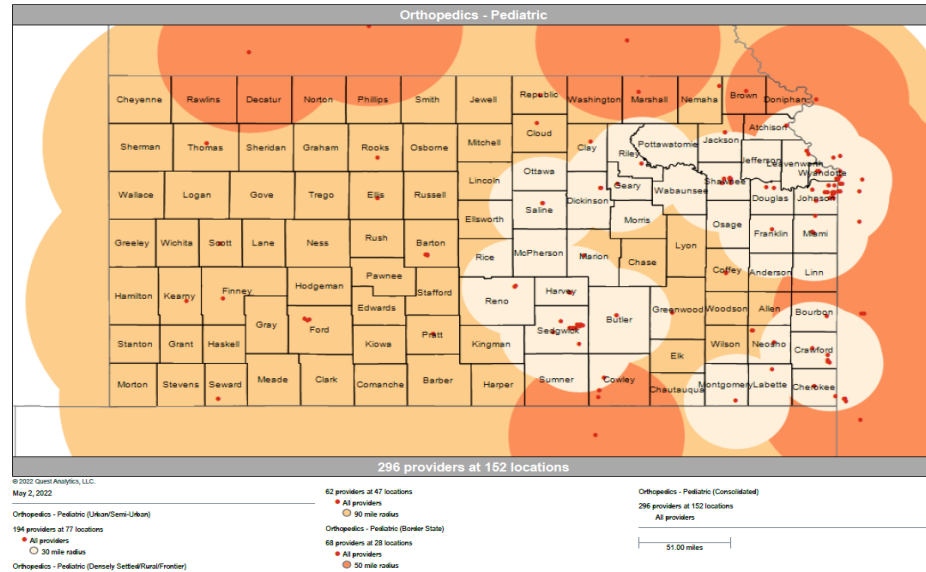 Orthopedics - Pediatric
Cheyenne Rawlins Decatur Norton Phillips Smith Jewell Republic Washington Marshall Nemaha Brown Doniphan
Sherman Thomas Sheridan Graham Rooks Osborne Mitchell Cloud Clay Riley Pottawatomie Jackson Atchison
Jefferson Leavenworth
Wallace Logan Gove Trego Ellis Russell Lincoln Ottawa Geary Wabaunsee Shawnee Wyandotte
Saline Dickinson Douglas Johnson
Ellsworth Morris
Greeley Wichita Scott Lane Ness Rush Barton Rice McPherson Marion Chase Lyon Osage Franklin Miami
Hamilton Kearny Finney Hodgeman Pawnee Stafford Coffey Anderson Linn
Gray Ford Edwards Reno Harvey Butler Greenwood Woodson Allen Bourbon
Stanton Grant Haskell Kiowa Pratt Kingman Sedgwick Elk Wilson Neosho Crawford
Morton Stevens Seward Meade Clark Comanche Barber Harper Sumner Cowley Chautauqua Montgomery Labette Cherokee
296 providers at 152 locations
© 2022 Quest Analytics, LLC.
May 2, 2022
Orthopedics - Pediatric (Urban/Semi-Urban)
194 providers at 77 locations
All providers
30 mile radius
Orthopedics - Pediatric (Densely Settled/Rural/Frontier)
62 providers at 47 locations
All providers
90 mile radius
Orthopedics - Pediatric (Border State)
68 providers at 28 locations
All providers
50 mile radius
Orthopedics - Pediatric (Consolidated)
296 providers at 152 locations
All providers
51.00 miles